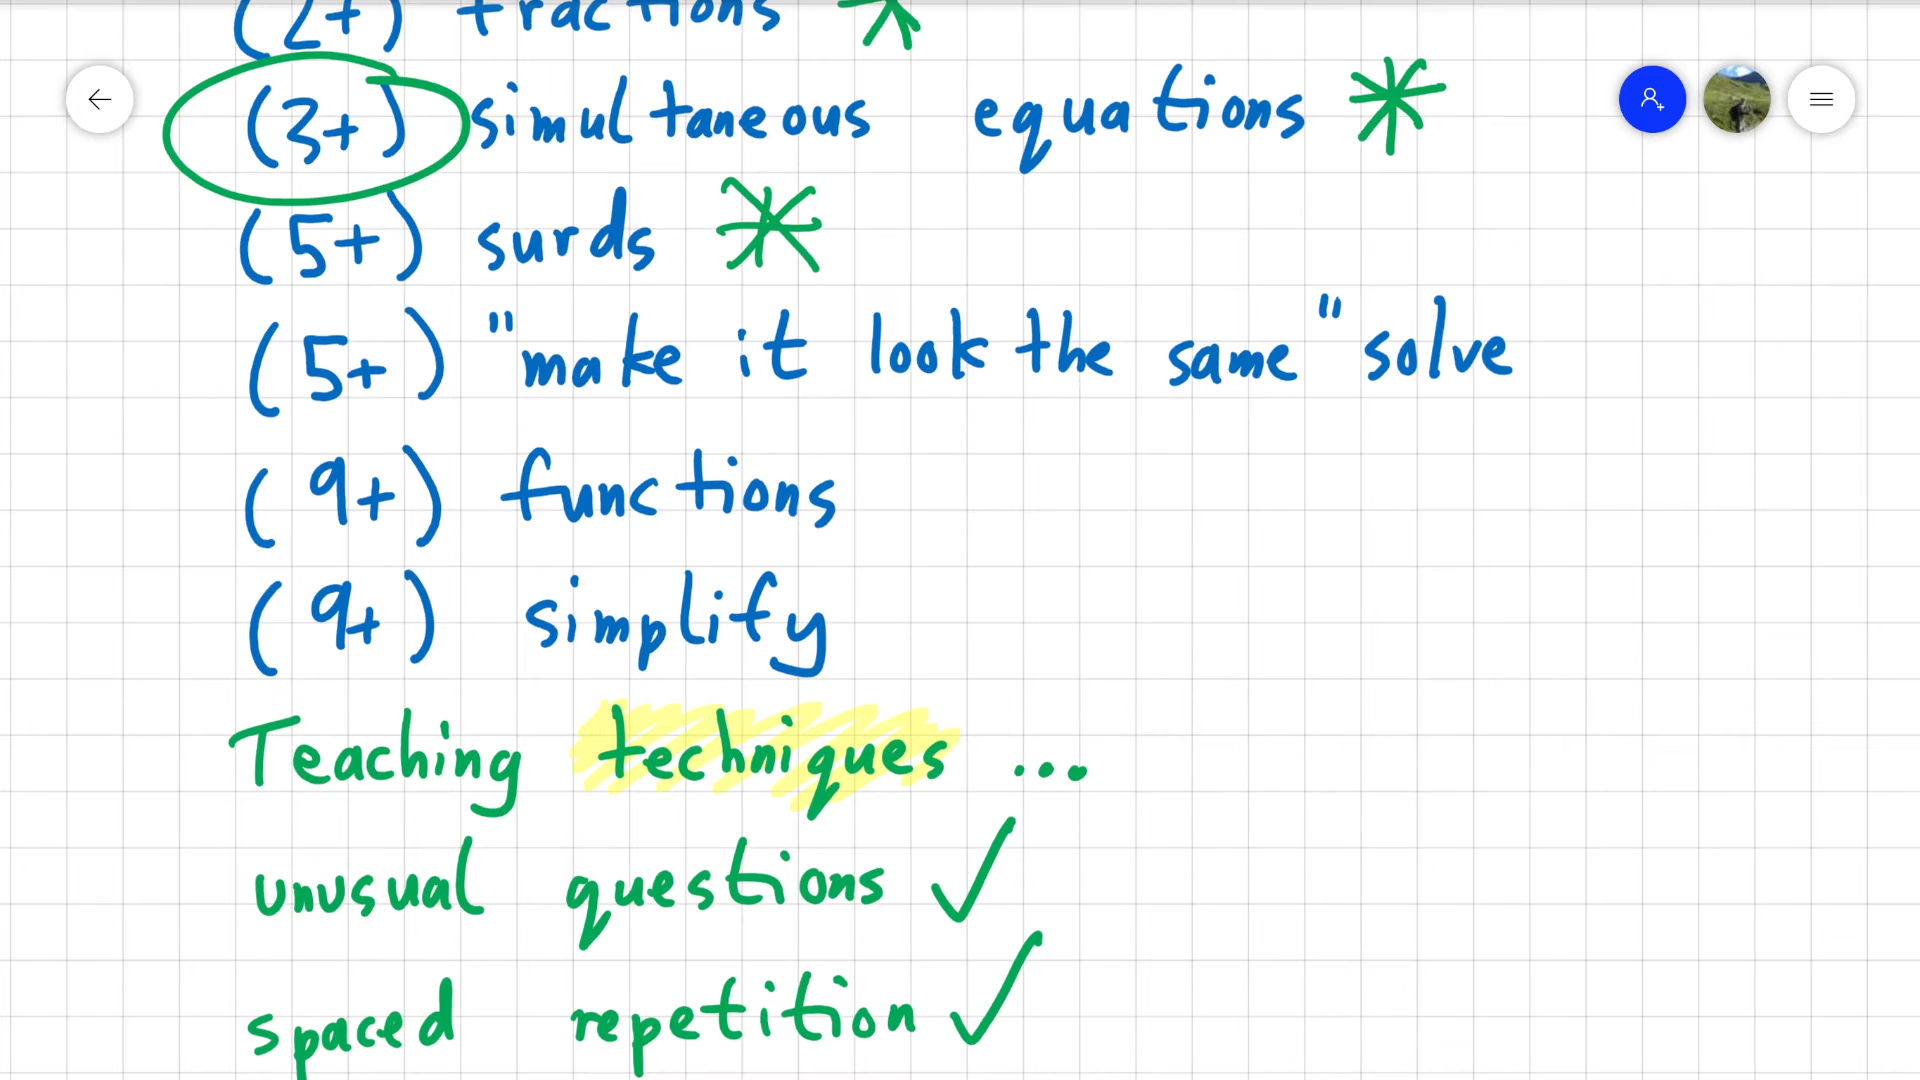 (2+) fractions *
(3+) simultaneous equations *
(5+) surds *
(5+) "make it look the same" solve
(9+) functions
(9+) simplify
Teaching techniques ...
unusual questions ✓
spaced repetition ✓